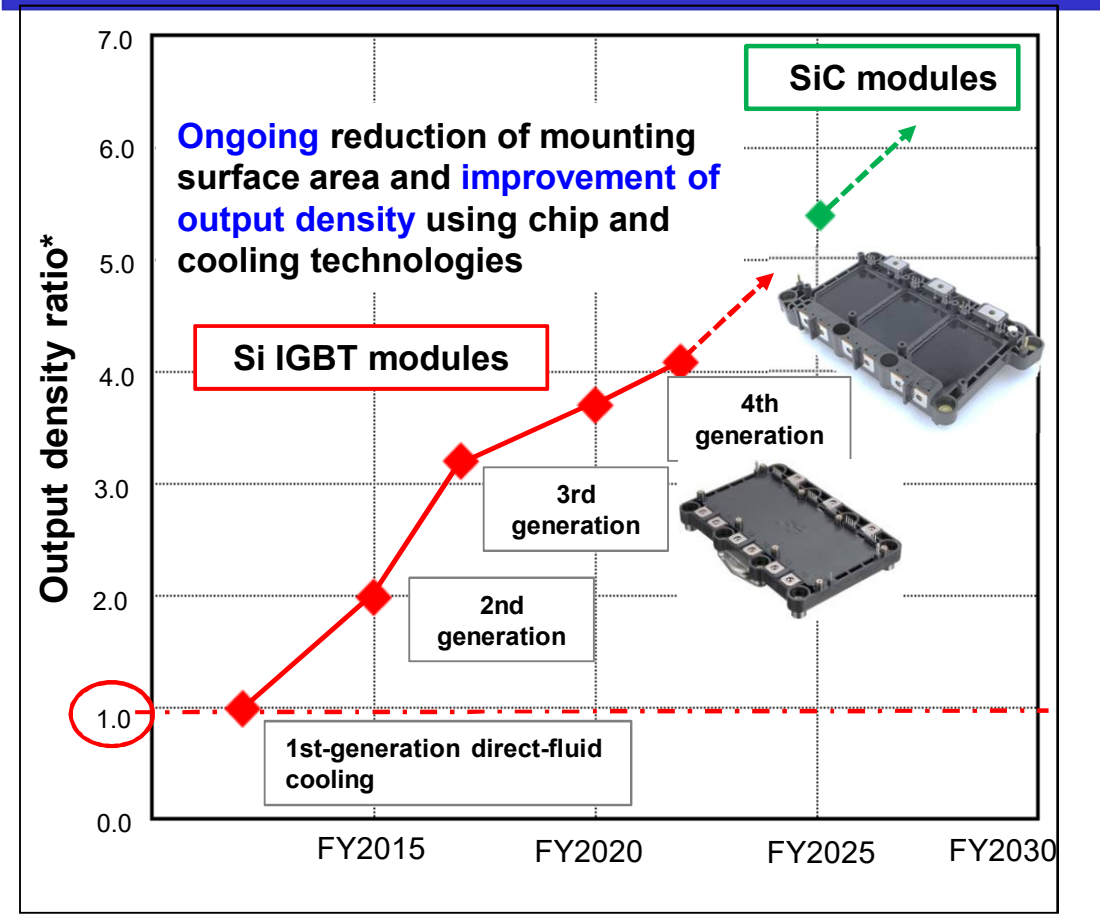 7.0
SiC modules
Ongoing reduction of mounting
surface area and improvement of
output density using chip and
cooling technologies
6.0
5.0
Output density ratio*
Si IGBT modules
4.0
4th
generation
3.0
3rd
generation
2.0
2nd
generation
1.0
1st-generation direct-fluid
cooling
0.0
FY2015
FY2020
FY2025
FY2030